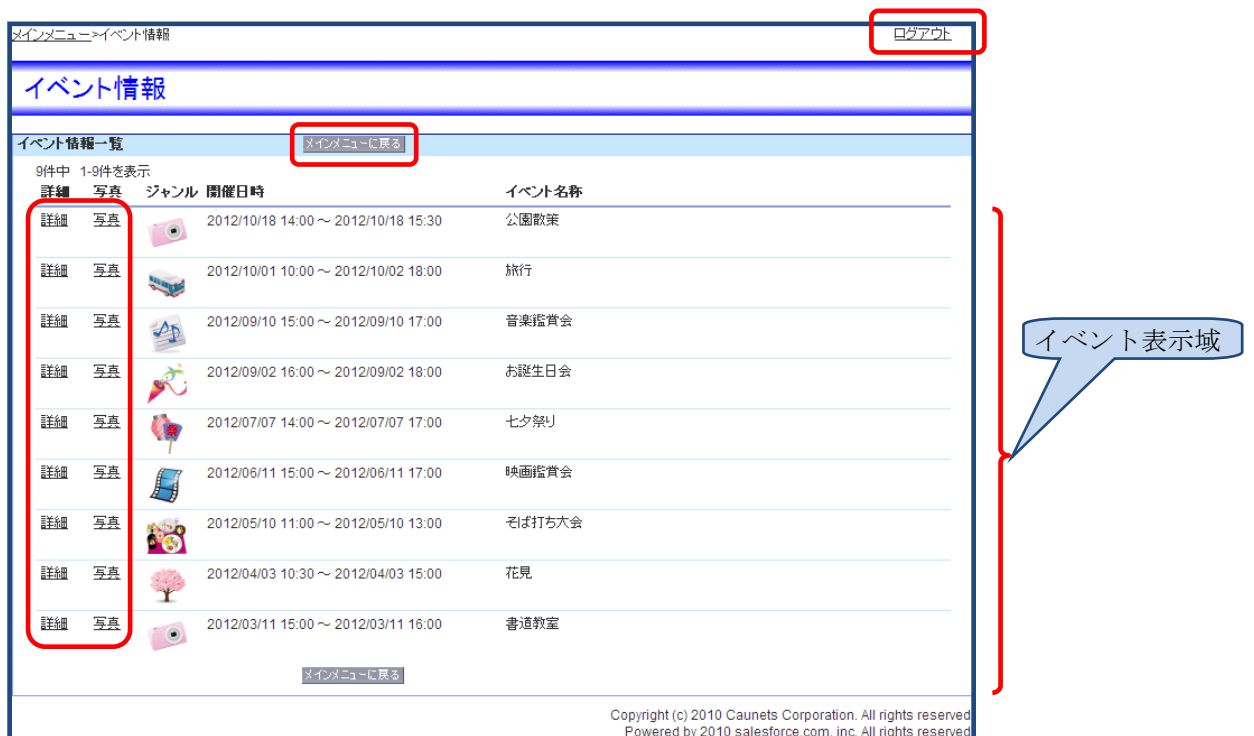 メインメニュー>イベント情報 ログアウト
イベント情報
イベント情報一覧 メインメニューに戻る
9件中 1-9件を表示
詳細 写真 ジャンル 開催日時 イベント名称
詳細 写真 2012/10/18 14:00 ～ 2012/10/18 15:30 公園散策
詳細 写真 2012/10/01 10:00 ～ 2012/10/02 18:00 旅行
詳細 写真 2012/09/10 15:00 ～ 2012/09/10 17:00 音楽鑑賞会
イベント表示域
詳細 写真 2012/09/02 16:00 ～ 2012/09/02 18:00 お誕生日会
詳細 写真 2012/07/07 14:00 ～ 2012/07/07 17:00 七夕祭り
詳細 写真 2012/06/11 15:00 ～ 2012/06/11 17:00 映画鑑賞会
詳細 写真 2012/05/10 11:00 ～ 2012/05/10 13:00 そば打ち大会
詳細 写真 2012/04/03 10:30 ～ 2012/04/03 15:00 花見
詳細 写真 2012/03/11 15:00 ～ 2012/03/11 16:00 書道教室
メインメニューに戻る
Copyright (c) 2010 Caunets Corporation. All rights reserved
Powered by 2010 salesforce.com, inc. All rights reserved